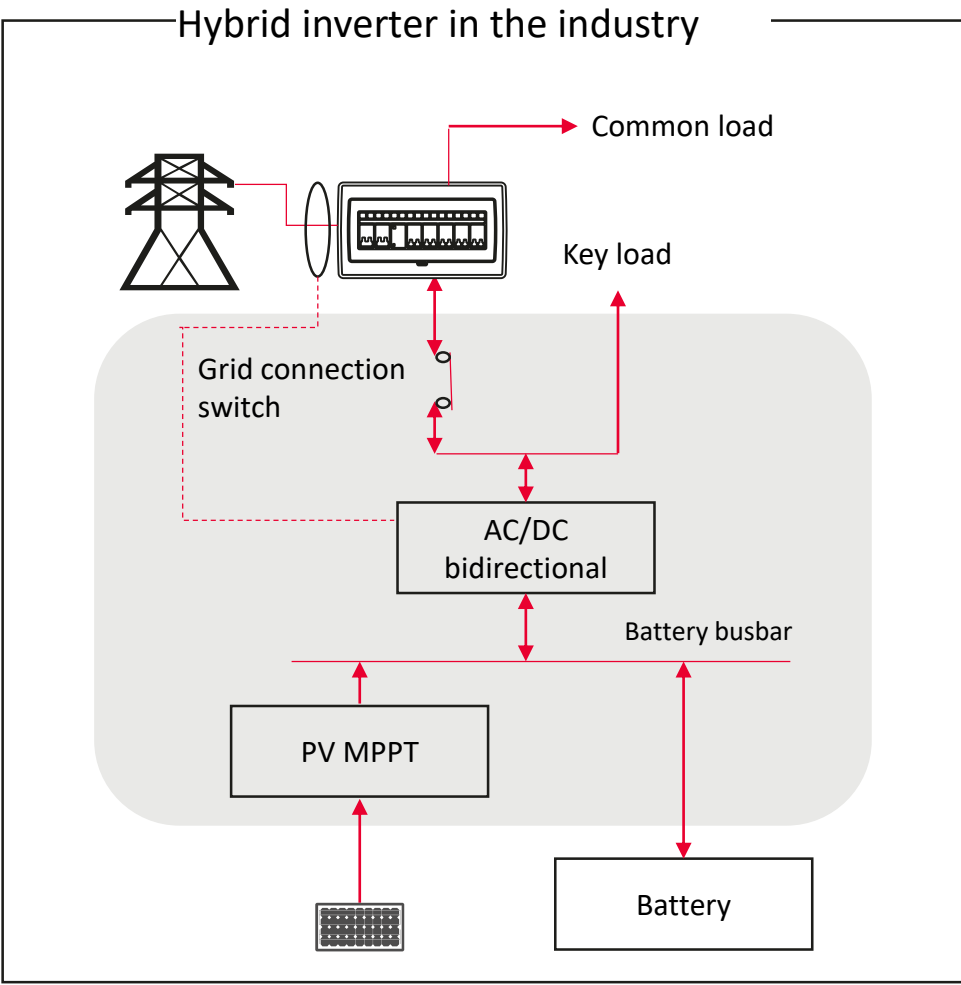 Hybrid inverter in the industry
Common load
Key load
Grid connection
switch
AC/DC
bidirectional
Battery busbar
PV MPPT
Battery